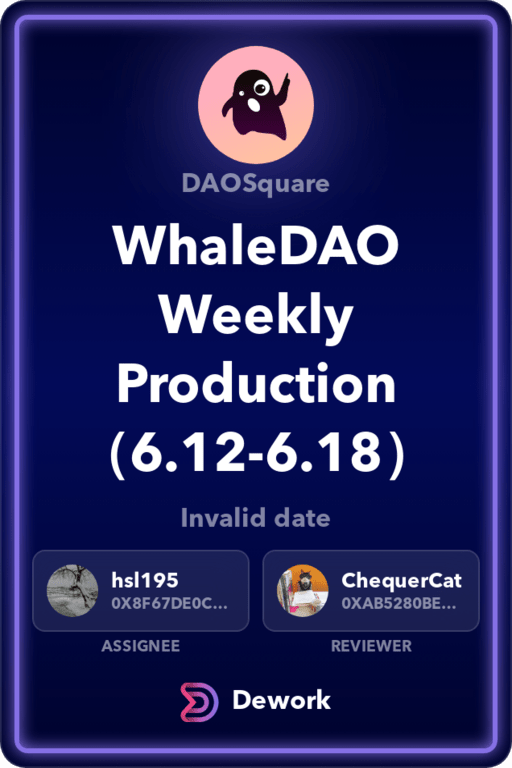 DAOSquare
WhaleDAO
Weekly
Production
(6.12-6.18)
Invalid date
hsl195
0X8F67DE0C...
ChequerCat
0XAB5280BE...
ASSIGNEE
REVIEWER
Dework